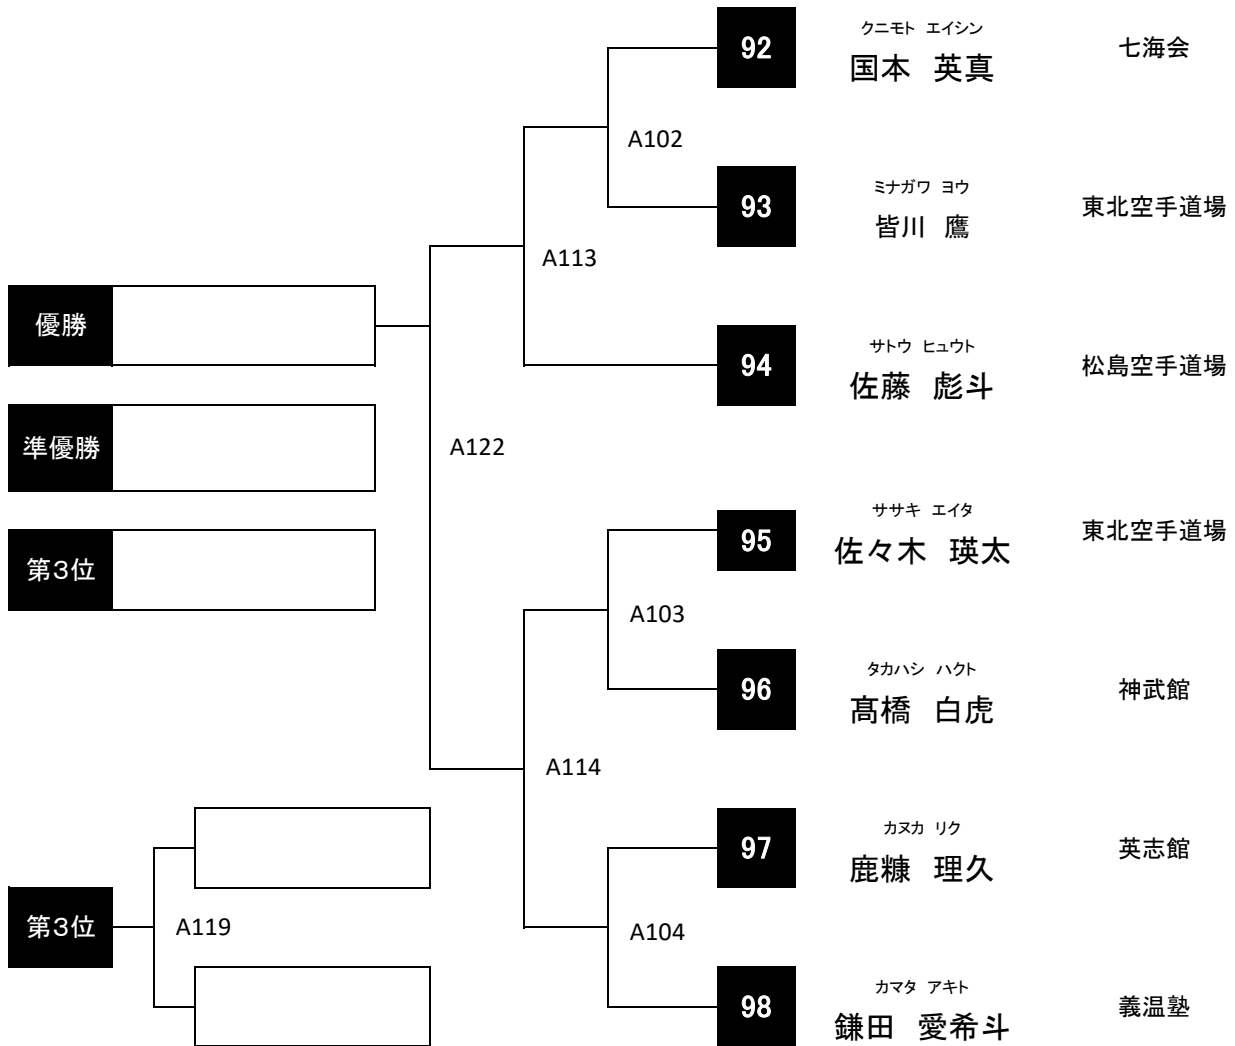 92
クニモト エイシン
国本 英真
七海会
A102
93
ミナガワ ヨウ
皆川 鷹
東北空手道場
A113
優勝
94
サトウ ヒュウト
佐藤 彪斗
松島空手道場
準優勝
A122
第3位
95
ササキ エイタ
佐々木 瑛太
東北空手道場
A103
96
タカハシ ハクト
髙橋 白虎
神武館
A114
97
カヌカ リク
鹿糠 理久
英志館
第3位
A119
A104
98
カマタ アキト
鎌田 愛希斗
義温塾